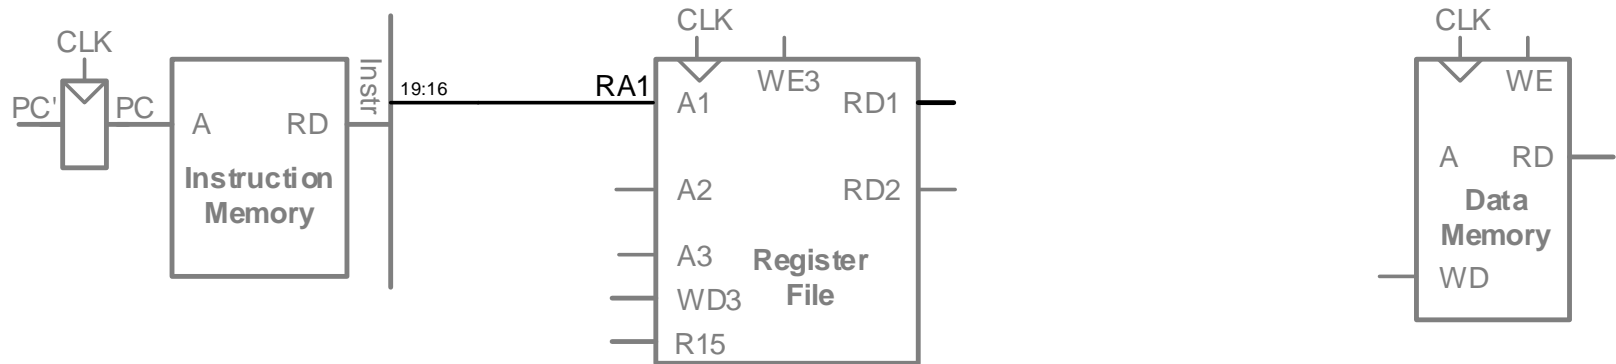 CLK
PC'
PC
A
RD
Instruction
Memory
Instr
19:16
RA1
CLK
WE3
A1
RD1
A2
RD2
A3
WD3
R15
Register
File
CLK
WE
A
RD
Data
Memory
WD